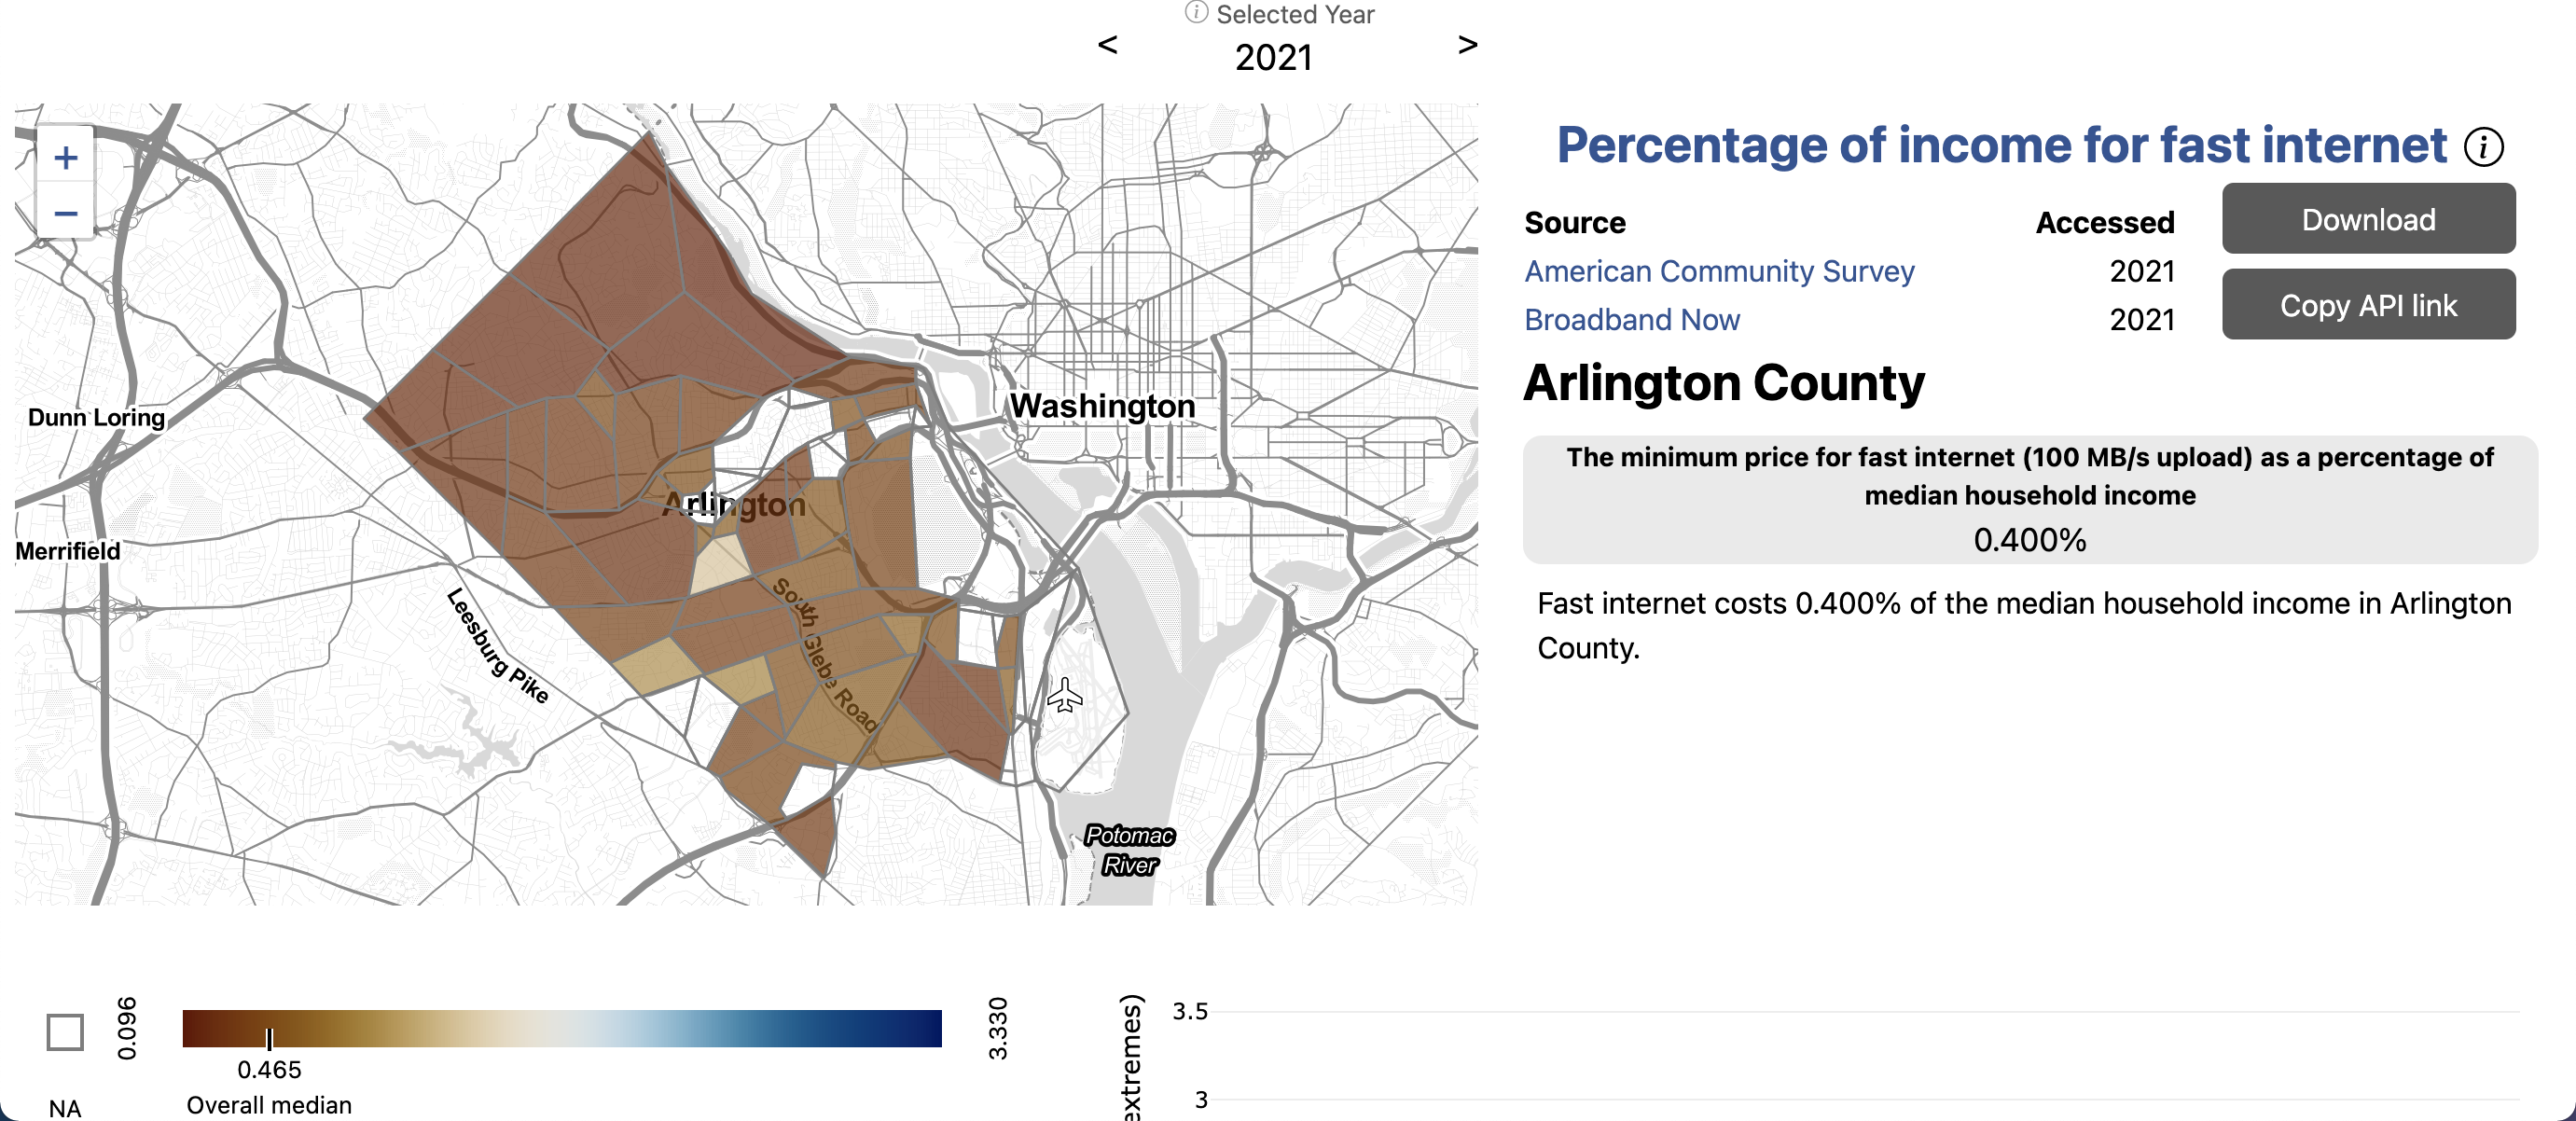 ⓘ Selected Year
< 2021 >
+
−
Dunn Loring
Merrifield
Leesburg Pike
Arlington
South Glebe Road
Washington
Potomac
River
Percentage of income for fast internet ⓘ
Source Accessed
American Community Survey 2021
Broadband Now 2021
Download
Copy API link
Arlington County
The minimum price for fast internet (100 MB/s upload) as a percentage of
median household income
0.400%
Fast internet costs 0.400% of the median household income in Arlington
County.
NA
0.096
3.330
0.465
Overall median
extremes)
3.5
3